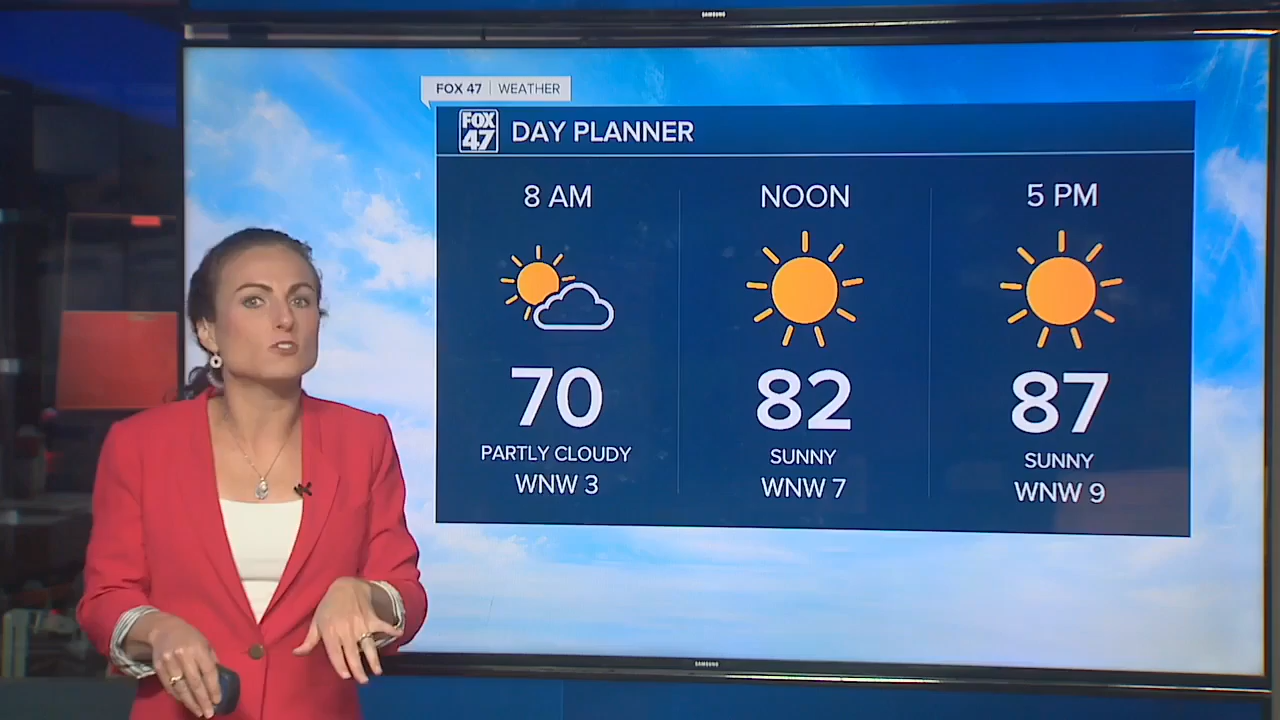 SAMSUNG
FOX 47 | WEATHER
FOX 47 DAY PLANNER
8 AM
70
PARTLY CLOUDY
WNW 3
NOON
82
SUNNY
WNW 7
5 PM
87
SUNNY
WNW 9
SAMSUNG